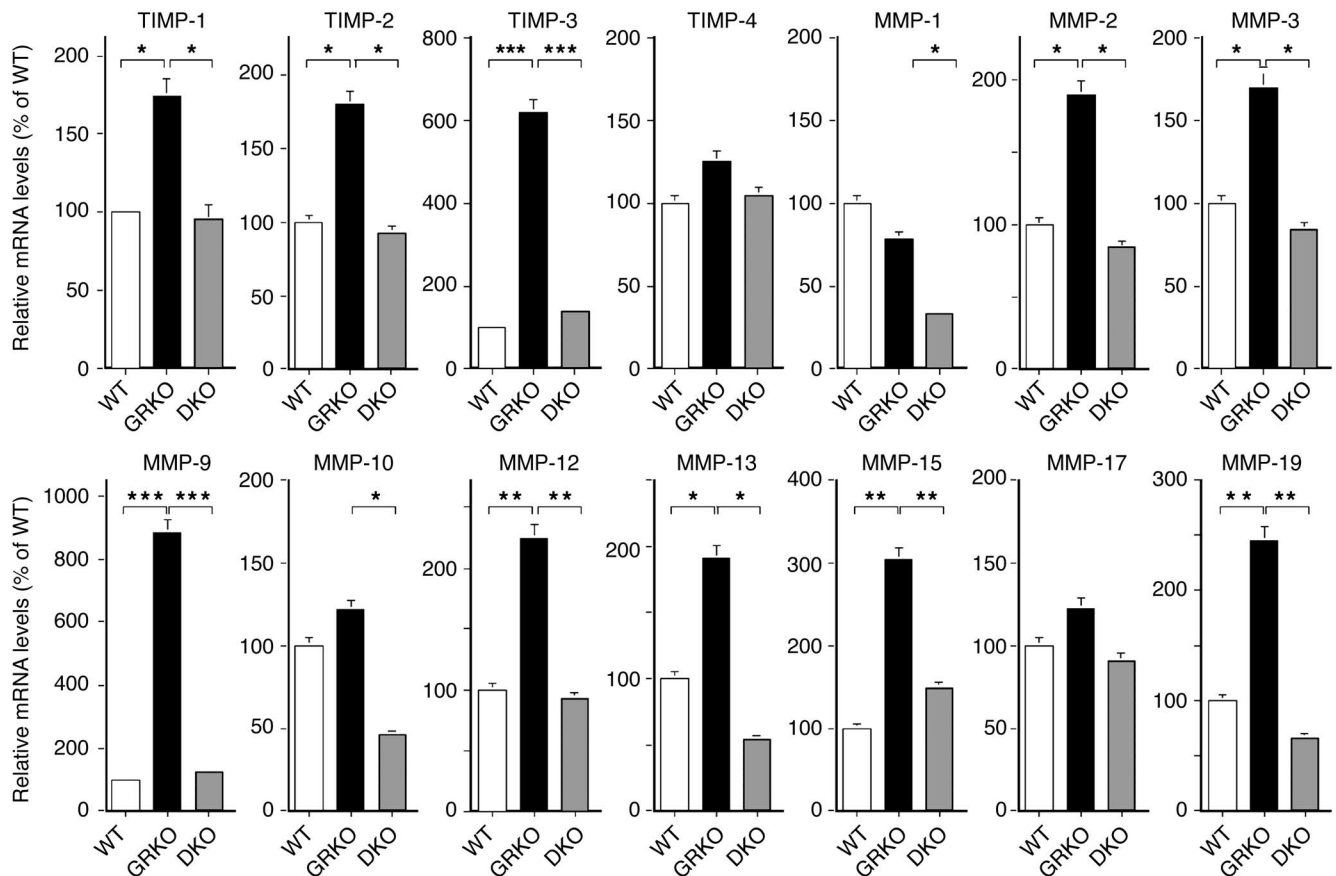 TIMP-1 TIMP-2 TIMP-3 TIMP-4 MMP-1 MMP-2 MMP-3
Relative mRNA levels (% of WT)
200 150 100 50 0 * * WT GRKO DKO
200 150 100 50 0 * * WT GRKO DKO
800 600 400 200 0 *** *** WT GRKO DKO
200 150 100 50 0 WT GRKO DKO
200 150 100 50 0 * WT GRKO DKO
200 100 0 * * WT GRKO DKO
200 150 100 50 0 * * WT GRKO DKO
MMP-9 MMP-10 MMP-12 MMP-13 MMP-15 MMP-17 MMP-19
Relative mRNA levels (% of WT)
1000 800 600 400 200 0 *** *** WT GRKO DKO
200 150 100 50 0 * WT GRKO DKO
200 100 0 ** ** WT GRKO DKO
200 100 0 * * WT GRKO DKO
400 300 200 100 0 ** ** WT GRKO DKO
200 150 100 50 0 WT GRKO DKO
300 200 100 0 ** ** WT GRKO DKO